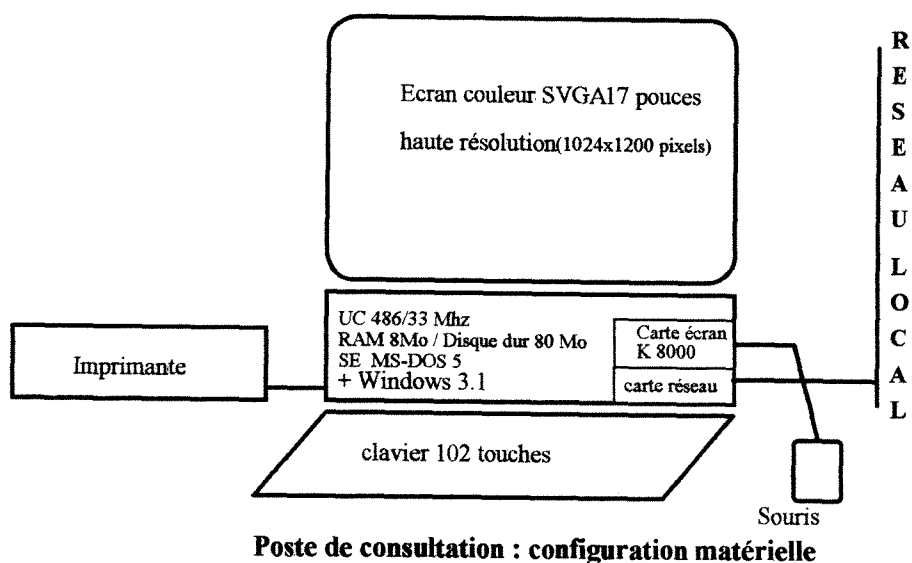 Ecran couleur SVGA17 pouces
haute résolution(1024x1200 pixels)
RESEAU LOCAL
UC 486/33 Mhz
RAM 8Mo / Disque dur 80 Mo
SE MS-DOS 5
+ Windows 3.1
Carte écran
K 8000
carte réseau
Imprimante
clavier 102 touches
Souris
Poste de consultation : configuration matérielle